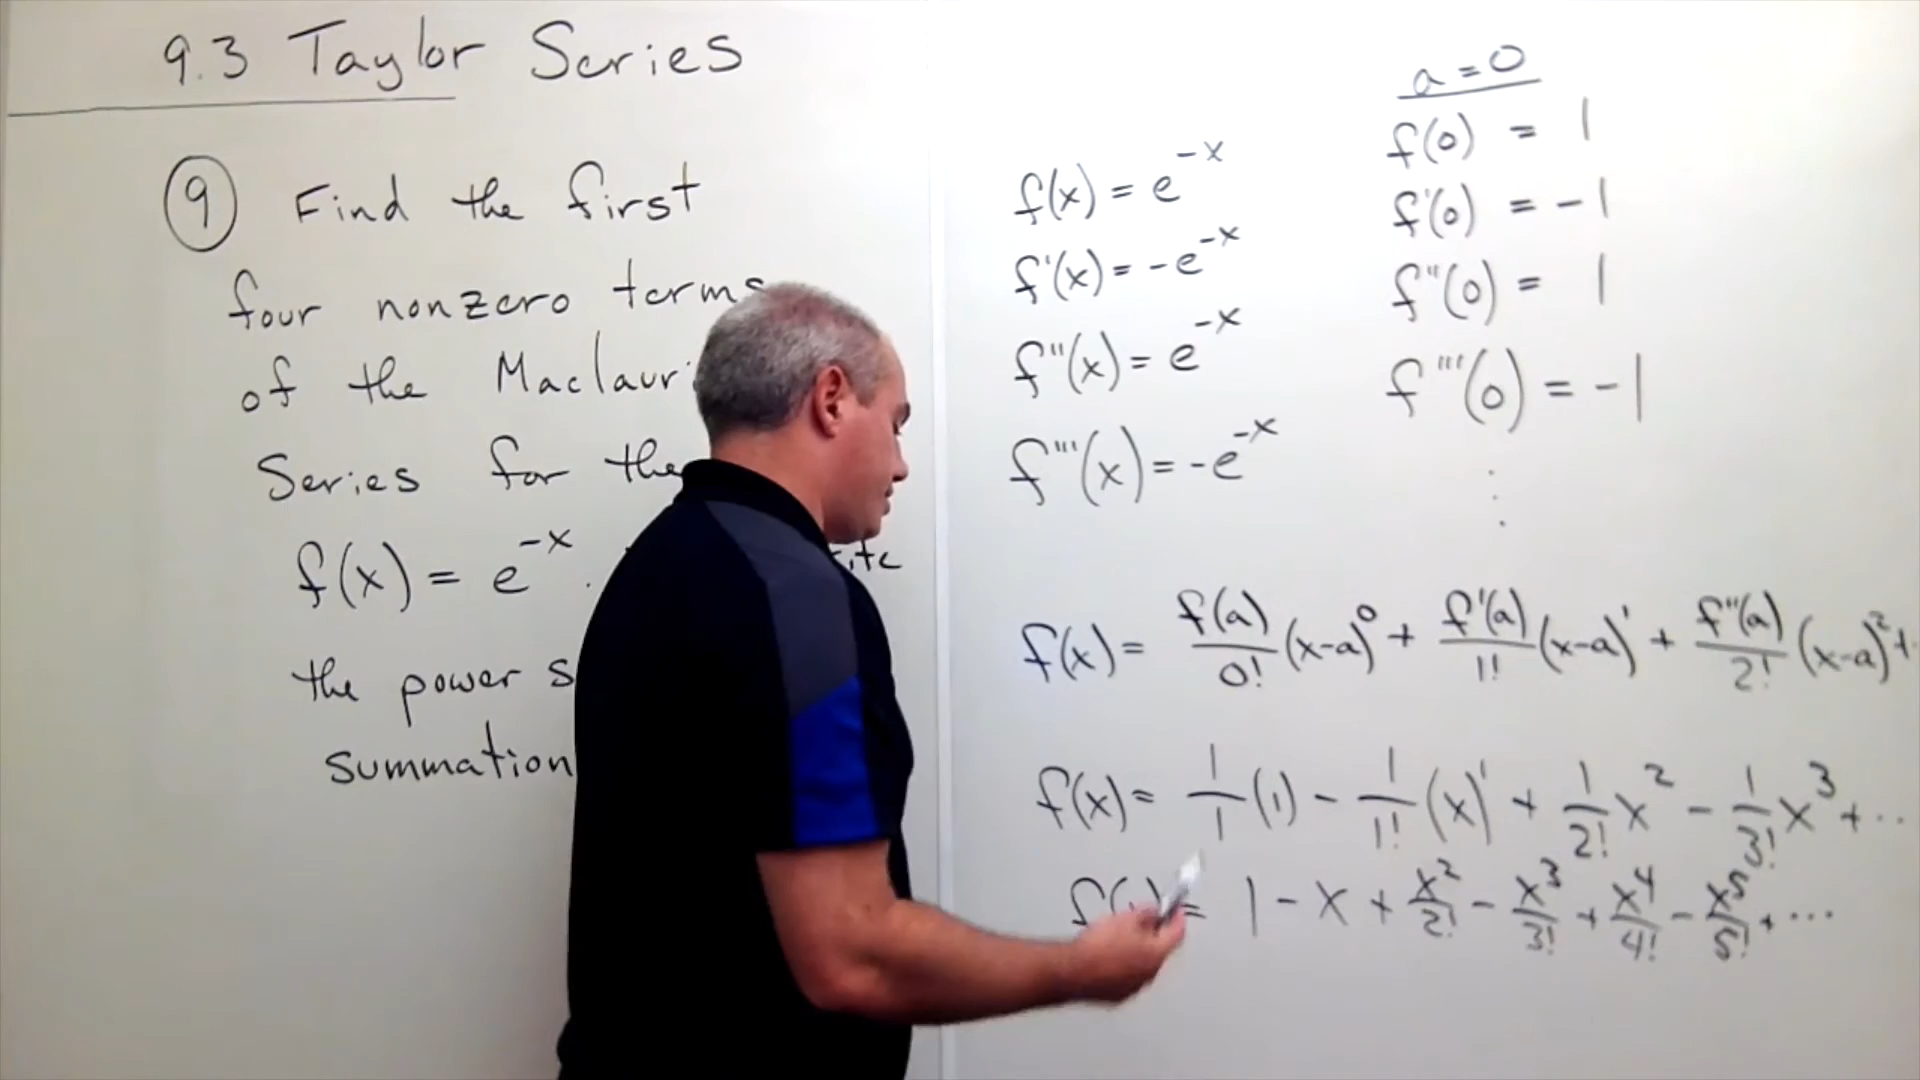 9.3 Taylor Series
9 Find the first
four nonzero terms
of the Maclauri
Series for the
f(x) = e^-x .
the power s
summation
f(x) = e^-x
f'(x) = -e^-x
f''(x) = e^-x
f'''(x) = -e^-x
a = 0
f(0) = 1
f'(0) = -1
f''(0) = 1
f'''(0) = -1
⋮
f(x) = f(a)/0! (x-a)^0 + f'(a)/1! (x-a)^1 + f''(a)/2! (x-a)^2 + ·
f(x) = 1/1 (1) - 1/1! (x)^1 + 1/2! x^2 - 1/3! x^3 + ···
f(x) = 1 - x + x^2/2! - x^3/3! + x^4/4! - x^5/5! + ···